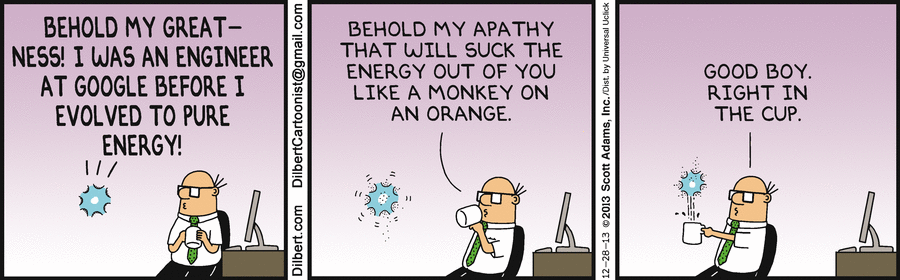 BEHOLD MY GREAT–
NESS! I WAS AN ENGINEER
AT GOOGLE BEFORE I
EVOLVED TO PURE
ENERGY!
Dilbert.com DilbertCartoonist@gmail.com
BEHOLD MY APATHY
THAT WILL SUCK THE
ENERGY OUT OF YOU
LIKE A MONKEY ON
AN ORANGE.
12-28-13 ©2013 Scott Adams, Inc. /Dist. by Universal Uclick
GOOD BOY.
RIGHT IN
THE CUP.